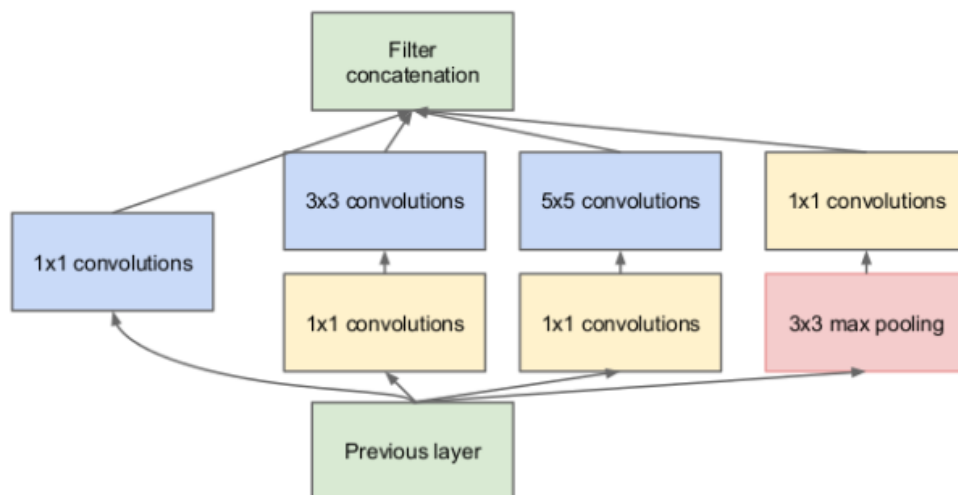 Filter
concatenation
3x3 convolutions
5x5 convolutions
1x1 convolutions
1x1 convolutions
1x1 convolutions
1x1 convolutions
3x3 max pooling
Previous layer